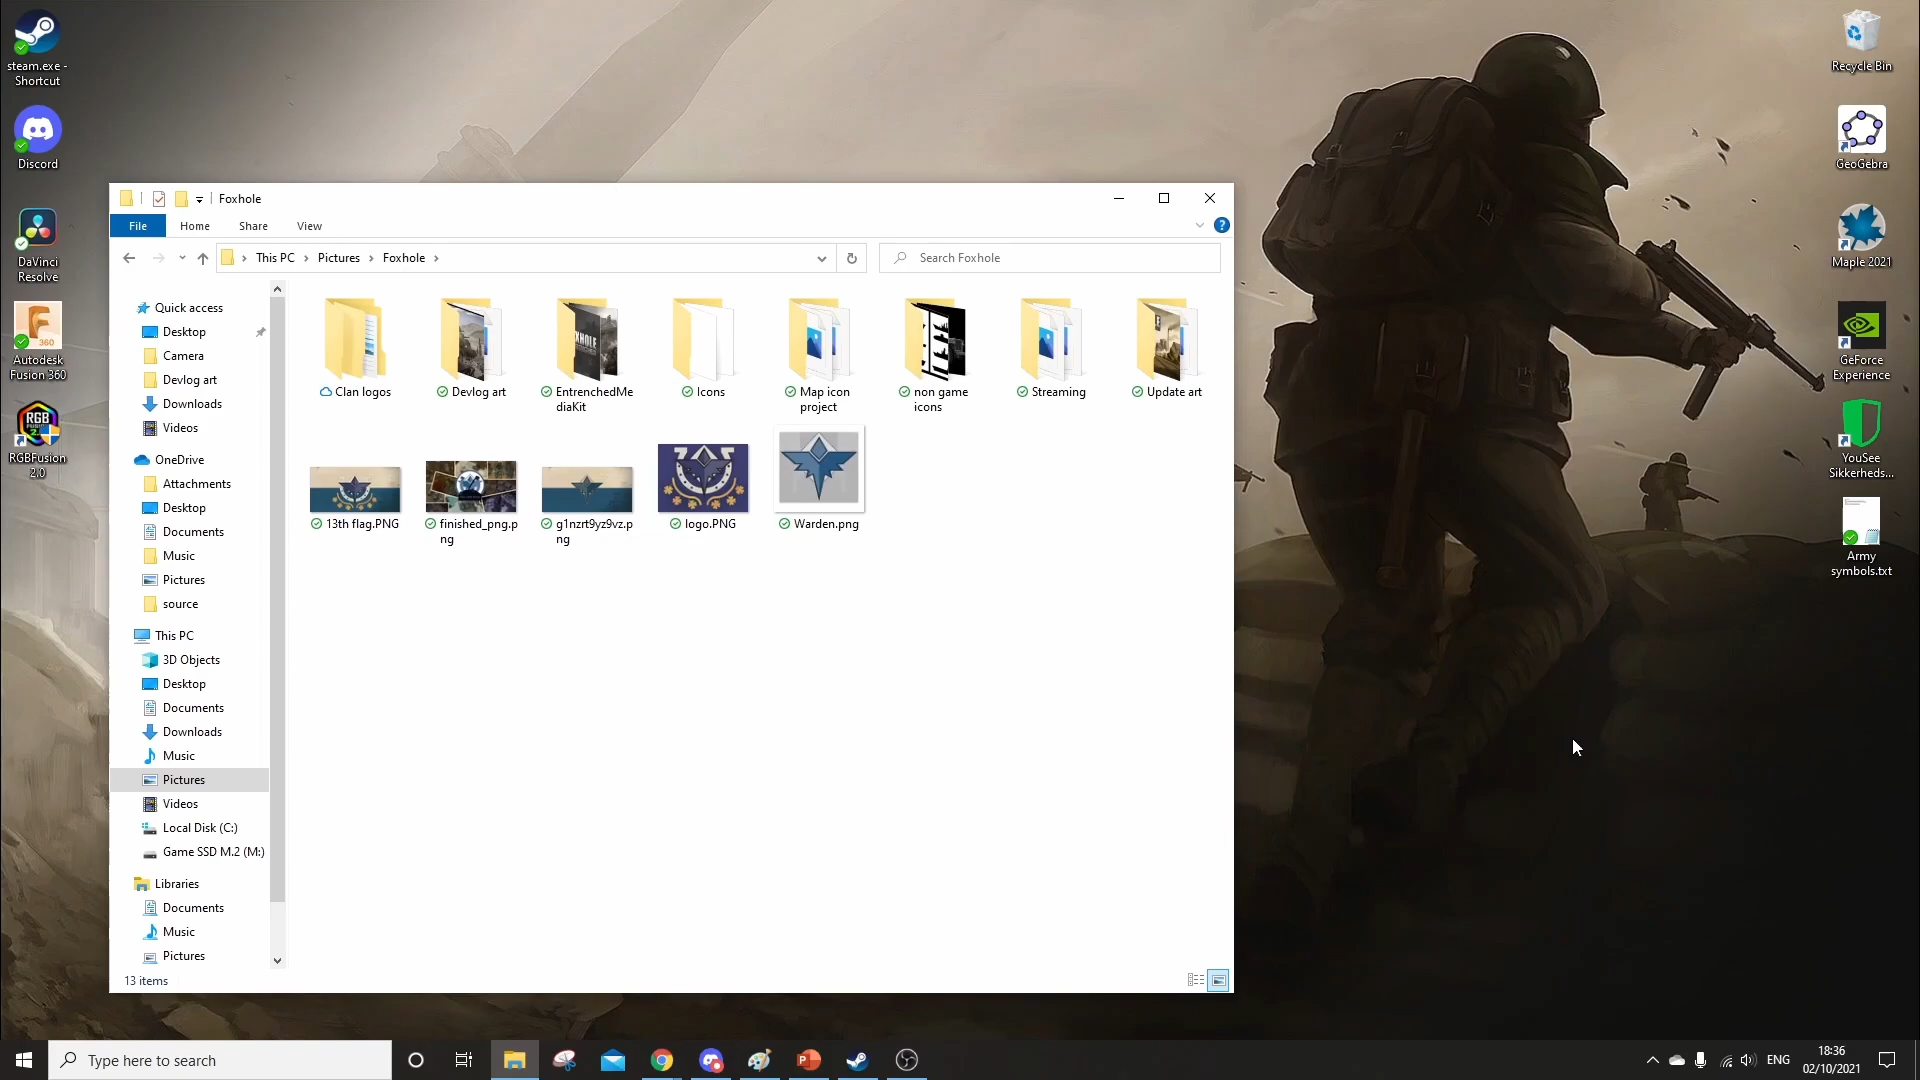 steam.exe -
Shortcut
Discord
DaVinci
Resolve
360
Autodesk
Fusion 360
RGB
RGBFusion
2.0
Foxhole
File
Home
Share
View
This PC
Pictures
Foxhole
Search Foxhole
Quick access
Desktop
Camera
Devlog art
Downloads
Videos
OneDrive
Attachments
Desktop
Documents
Music
Pictures
source
This PC
3D Objects
Desktop
Documents
Downloads
Music
Pictures
Videos
Local Disk (C:)
Game SSD M.2 (M:)
Libraries
Documents
Music
Pictures
Clan logos
Devlog art
EntrenchedMe
diaKit
Icons
Map icon
project
non game
icons
Streaming
Update art
13th flag.PNG
finished_png.p
ng
g1nzrt9yz9vz.p
ng
logo.PNG
Warden.png
13 items
Recycle Bin
GeoGebra
Maple 2021
GeForce
Experience
YouSee
Sikkerheds...
Army
symbols.txt
Type here to search
ENG
18:36
02/10/2021